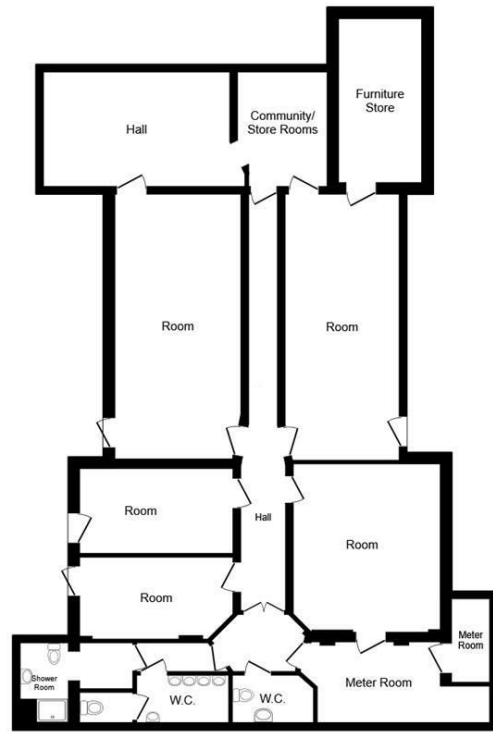 Furniture
Store
Hall
Community/
Store Rooms
Room
Room
Room
Hall
Room
Room
Meter
Room
Shower
Room
W.C.
W.C.
Meter Room